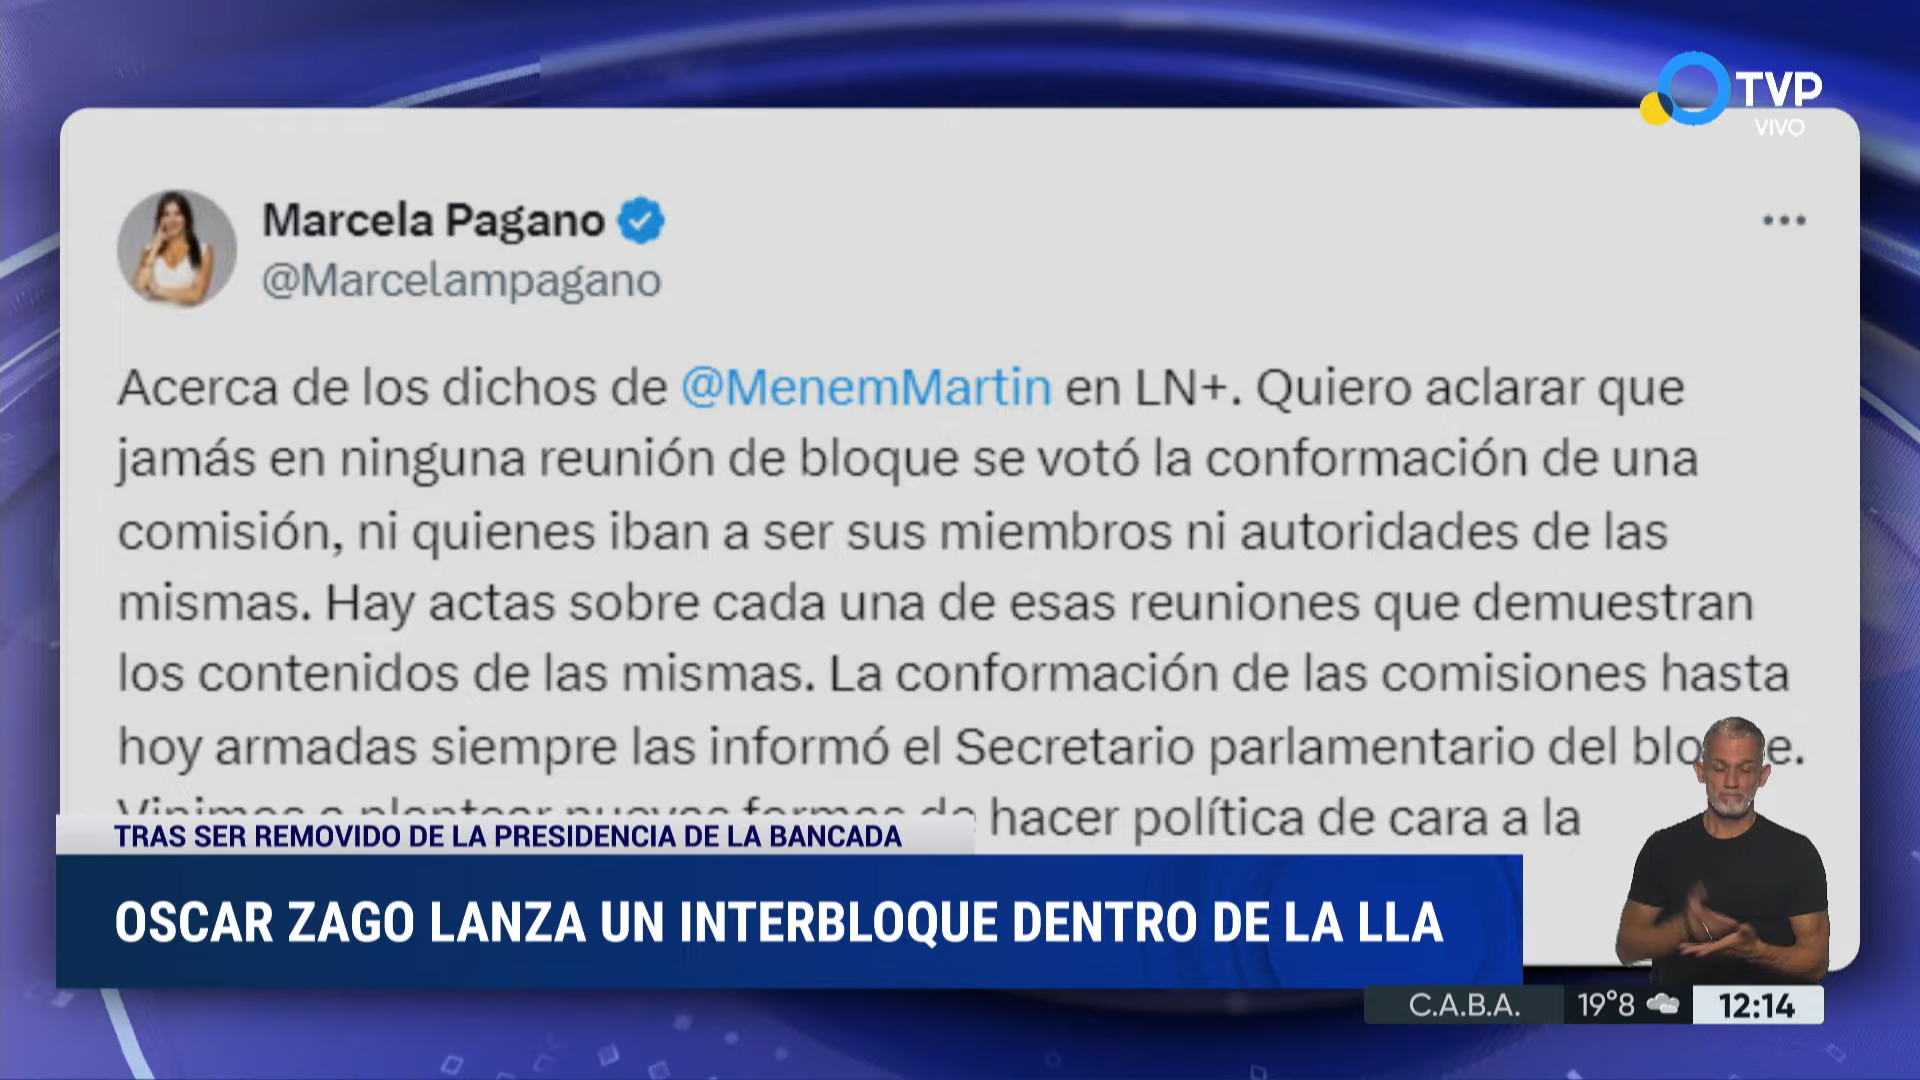 TVP
VIVO
Marcela Pagano
@Marcelampagano
Acerca de los dichos de @MenemMartin en LN+. Quiero aclarar que
jamás en ninguna reunión de bloque se votó la conformación de una
comisión, ni quienes iban a ser sus miembros ni autoridades de las
mismas. Hay actas sobre cada una de esas reuniones que demuestran
los contenidos de las mismas. La conformación de las comisiones hasta
hoy armadas siempre las informó el Secretario parlamentario del
Vinimos a plantear nuevas formas de hacer política de cara a la
TRAS SER REMOVIDO DE LA PRESIDENCIA DE LA BANCADA
OSCAR ZAGO LANZA UN INTERBLOQUE DENTRO DE LA LLA
C.A.B.A. 19°8 12:14